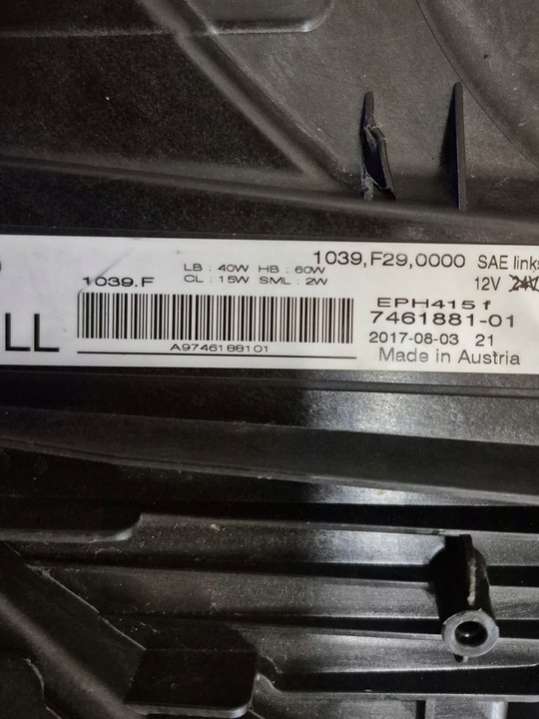 1039,F29,0000 SAE links
LB : 40W HB : 60W
1039.F CL : 15W SML : 2W
12V 24V
EPH415 f
LL
7461881-01
A9746188101
2017-08-03 21
Made in Austria